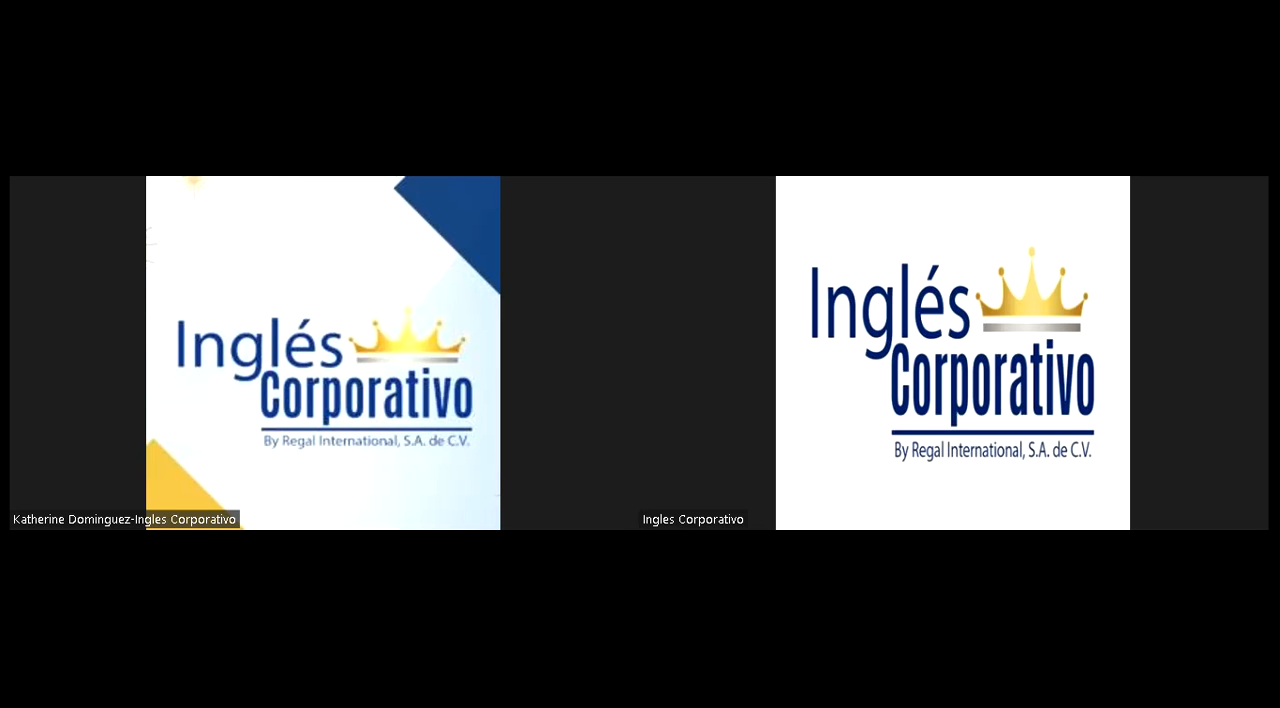 Inglés
Corporativo
By Regal International, S.A. de C.V.
Katherine Dominguez-Ingles Corporativo
Inglés
Corporativo
By Regal International, S.A. de C.V.
Ingles Corporativo